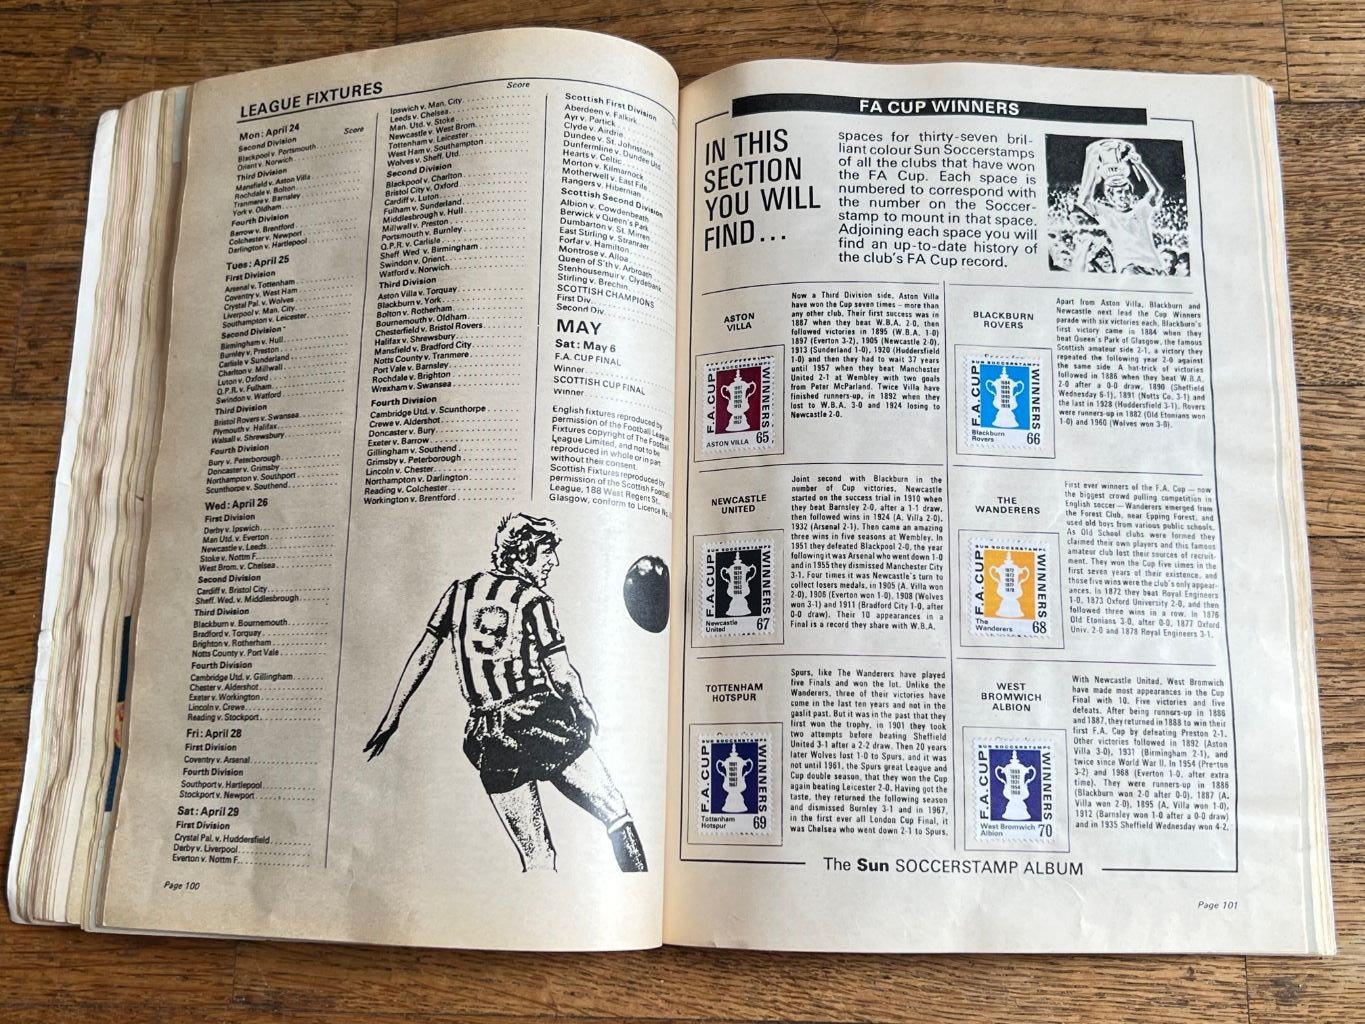 LEAGUE FIXTURES
Score
Mon: April 24
Score
Second Division
Blackpool v. Portsmouth
Orient v. Norwich
Third Division
Mansfield v. Aston Villa
Rochdale v. Bolton
Tranmere v. Barnsley
York v. Oldham
Fourth Division
Barrow v. Brentford
Colchester v. Newport
Darlington v. Hartlepool
Tues: April 25
First Division
Arsenal v. Tottenham
Coventry v. West Ham
Crystal Pal. v. Wolves
Liverpool v. Man. City
Southampton v. Leicester
Second Division
Birmingham v. Hull
Burnley v. Preston
Carlisle v. Sunderland
Charlton v. Millwall
Luton v. Oxford
Q.P.R. v. Fulham
Swindon v. Watford
Third Division
Bristol Rovers v. Swansea
Plymouth v. Halifax
Walsall v. Shrewsbury
Fourth Division
Bury v. Peterborough
Doncaster v. Grimsby
Northampton v. Southport
Scunthorpe v. Southend
Wed: April 26
First Division
Derby v. Ipswich
Man Utd. v. Everton
Newcastle v. Leeds
Stoke v. Nottm F.
West Brom. v. Chelsea
Second Division
Cardiff v. Bristol City
Sheff. Wed. v. Middlesbrough
Third Division
Blackburn v. Bournemouth
Bradford v. Torquay
Brighton v. Rotherham
Notts County v. Port Vale
Fourth Division
Cambridge Utd. v. Gillingham
Chester v. Aldershot
Exeter v. Workington
Lincoln v. Crewe
Reading v. Stockport
Fri: April 28
First Division
Coventry v. Arsenal
Fourth Division
Southport v. Hartlepool
Stockport v. Newport
Sat: April 29
First Division
Crystal Pal. v. Huddersfield
Derby v. Liverpool
Everton v. Nottm F.
Page 100
Ipswich v. Man. City
Leeds v. Chelsea
Man. Utd. v. Stoke
Newcastle v. West Brom.
Tottenham v. Leicester
West Ham v. Southampton
Wolves v. Sheff. Utd.
Second Division
Blackpool v. Charlton
Bristol City v. Oxford
Cardiff v. Luton
Fulham v. Sunderland
Middlesbrough v. Hull
Millwall v. Preston
Portsmouth v. Burnley
Q.P.R. v. Carlisle
Sheff Wed v. Birmingham
Swindon v. Orient
Watford v. Norwich
Third Division
Aston Villa v. Torquay
Blackburn v. York
Bolton v. Rotherham
Bournemouth v. Oldham
Chesterfield v. Bristol Rovers
Halifax v. Shrewsbury
Mansfield v. Bradford City
Notts County v. Tranmere
Port Vale v. Barnsley
Rochdale v. Brighton
Wrexham v. Swansea
Fourth Division
Cambridge Utd. v. Scunthorpe
Crewe v. Aldershot
Doncaster v. Bury
Exeter v. Barrow
Gillingham v. Southend
Grimsby v. Peterborough
Lincoln v. Chester
Northampton v. Darlington
Reading v. Colchester
Workington v. Brentford
Scottish First Division
Aberdeen v. Falkirk
Ayr v. Partick
Clyde v. Airdrie
Dundee v. St. Johnstone
Dunfermline v. Dundee Utd
Hearts v. Celtic
Morton v. Kilmarnock
Motherwell v. East Fife
Rangers v. Hibernian
Scottish Second Division
Albion v. Cowdenbeath
Berwick v. Queen's Park
Dumbarton v. St. Mirren
East Stirling v. Stranraer
Forfar v. Hamilton
Montrose v. Alloa
Queen of S'th v. Arbroath
Stenhousemuir v. Clydebank
Stirling v. Brechin
SCOTTISH CHAMPIONS
First Div.
Second Div.
MAY
Sat: May 6
F.A. CUP FINAL
Winner
SCOTTISH CUP FINAL
Winner
English fixtures reproduced by
permission of the Football League.
Fixtures copyright of The Football
League Limited, and not to be
reproduced in whole or in part
without their consent.
Scottish Fixtures reproduced by
permission of the Scottish Football
League, 188 West Regent St.,
Glasgow, conform to Licence No.
9
FA CUP WINNERS
IN THIS
SECTION
YOU WILL
FIND...
spaces for thirty-seven bril-
liant colour Sun Soccerstamps
of all the clubs that have won
the FA Cup. Each space is
numbered to correspond with
the number on the Soccer-
stamp to mount in that space.
Adjoining each space you will
find an up-to-date history of
the club's FA Cup record.
ASTON
VILLA
F.A. CUP WINNERS
ASTON VILLA 65
Now a Third Division side, Aston Villa
have won the Cup seven times – more than
any other club. Their first success was in
1887 when they beat W.B.A. 2-0, then
followed victories in 1895 (W.B.A. 1-0)
1897 (Everton 3-2), 1905 (Newcastle 2-0),
1913 (Sunderland 1-0), 1920 (Huddersfield
1-0) and then they had to wait 37 years
until 1957 when they beat Manchester
United 2-1 at Wembley with two goals
from Peter McParland. Twice Villa have
finished runners-up, in 1892 when they
lost to W.B.A. 3-0 and 1924 losing to
Newcastle 2-0.
BLACKBURN
ROVERS
F.A. CUP WINNERS
Blackburn
Rovers 66
Apart from Aston Villa, Blackburn and
Newcastle next lead the Cup Winners
parade with six victories each. Blackburn's
first victory came in 1884 when they
beat Queen's Park of Glasgow, the famous
Scottish amateur side 2-1, a victory they
repeated the following year 2-0 against
the same side. A hat-trick of victories
followed in 1886 when they beat W.B.A.
2-0 after a 0-0 draw, 1890 (Sheffield
Wednesday 6-1), 1891 (Notts Co. 3-1) and
the last in 1928 (Huddersfield 3-1). Rovers
were runners-up in 1882 (Old Etonians won
1-0) and 1960 (Wolves won 3-0).
NEWCASTLE
UNITED
SUN SOCCERSTAMPS
F.A. CUP WINNERS
Newcastle
United 67
Joint second with Blackburn in the
number of Cup victories, Newcastle
started on the success trial in 1910 when
they beat Barnsley 2-0, after a 1-1 draw,
then followed wins in 1924 (A. Villa 2-0),
1932 (Arsenal 2-1). Then came an amazing
three wins in five seasons at Wembley. In
1951 they defeated Blackpool 2-0, the year
following it was Arsenal who went down 1-0
and in 1955 they dismissed Manchester City
3-1. Four times it was Newcastle's turn to
collect losers medals, in 1905 (A. Villa won
2-0), 1906 (Everton won 1-0), 1908 (Wolves
won 3-1) and 1911 (Bradford City 1-0, after
0-0 draw). Their 10 appearances in a
Final is a record they share with W.B.A.
THE
WANDERERS
SUN SOCCERSTAMPS
F.A. CUP WINNERS
The
Wanderers 68
First ever winners of the F.A. Cup – now
the biggest crowd pulling competition in
English soccer – Wanderers emerged from
the Forest Club, near Epping Forest, and
used old boys from various public schools.
As Old School clubs were formed they
claimed their own players and this famous
amateur club lost their sources of recruit-
ment. They won the Cup five times in the
first seven years of their existence, and
those five wins were the club's only appear-
ances. In 1872 they beat Royal Engineers
1-0, 1873 Oxford University 2-0, and then
followed three wins in a row. In 1876
Old Etonians 3-0, after 0-0, 1877 Oxford
Univ. 2-0 and 1878 Royal Engineers 3-1.
TOTTENHAM
HOTSPUR
SUN SOCCERSTAMPS
F.A. CUP WINNERS
Tottenham
Hotspur 69
Spurs, like The Wanderers have played
five Finals and won the lot. Unlike the
Wanderers, three of their victories have
come in the last ten years and not in the
gaslit past. But it was in the past that they
first won the trophy, in 1901 they took
two attempts before beating Sheffield
United 3-1 after a 2-2 draw. Then 20 years
later Wolves lost 1-0 to Spurs, and it was
not until 1961, the Spurs great League and
Cup double season, that they won the Cup
again beating Leicester 2-0. Having got the
taste, they returned the following season
and dismissed Burnley 3-1 and in 1967,
in the first ever all London Cup Final, it
was Chelsea who went down 2-1 to Spurs.
WEST
BROMWICH
ALBION
SUN SOCCERSTAMPS
F.A. CUP WINNERS
West Bromwich
Albion 70
With Newcastle United, West Bromwich
have made most appearances in the Cup
Final with 10. Five victories and five
defeats. After being runners-up in 1886
and 1887, they returned in 1888 to win their
first F.A. Cup by defeating Preston 2-1.
Other victories followed in 1892 (Aston
Villa 3-0), 1931 (Birmingham 2-1), and
twice since World War II. In 1954 (Preston
3-2) and 1968 (Everton 1-0, after extra
time). They were runners-up in 1886
(Blackburn won 2-0 after 0-0), 1887 (A.
Villa won 2-0), 1895 (A. Villa won 1-0),
1912 (Barnsley won 1-0 after a 0-0 draw)
and in 1935 Sheffield Wednesday won 4-2.
The Sun SOCCERSTAMP ALBUM
Page 101